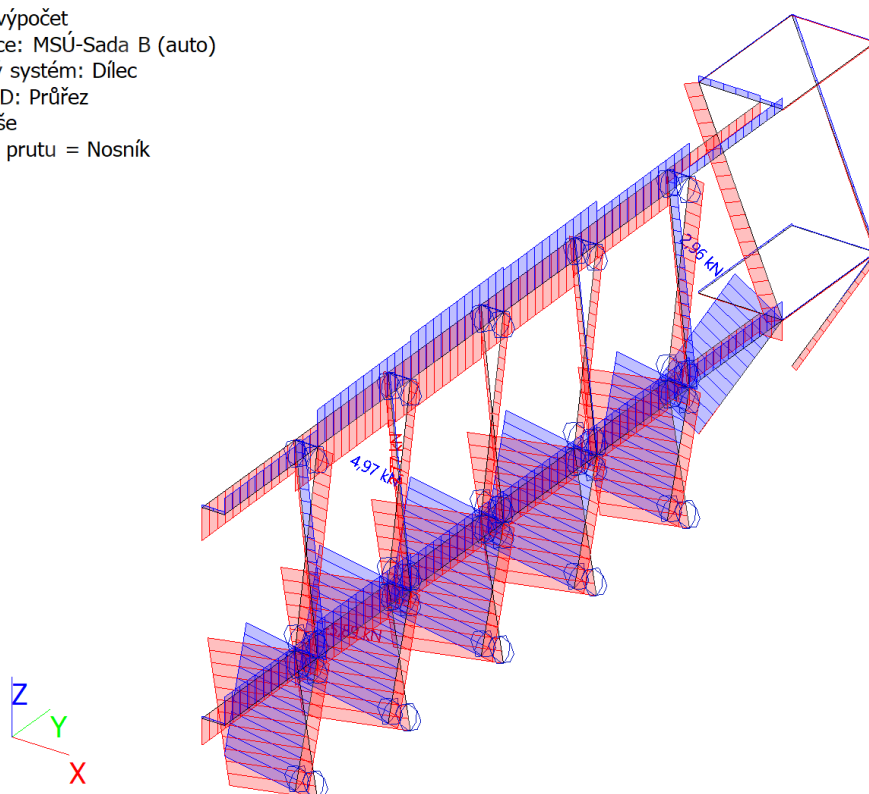 výpočet
ce: MSÚ-Sada B (auto)
systém: Dílec
D: Průřez
še
prutu = Nosník
2,96 kN
4,97 kN
Z
Y
X